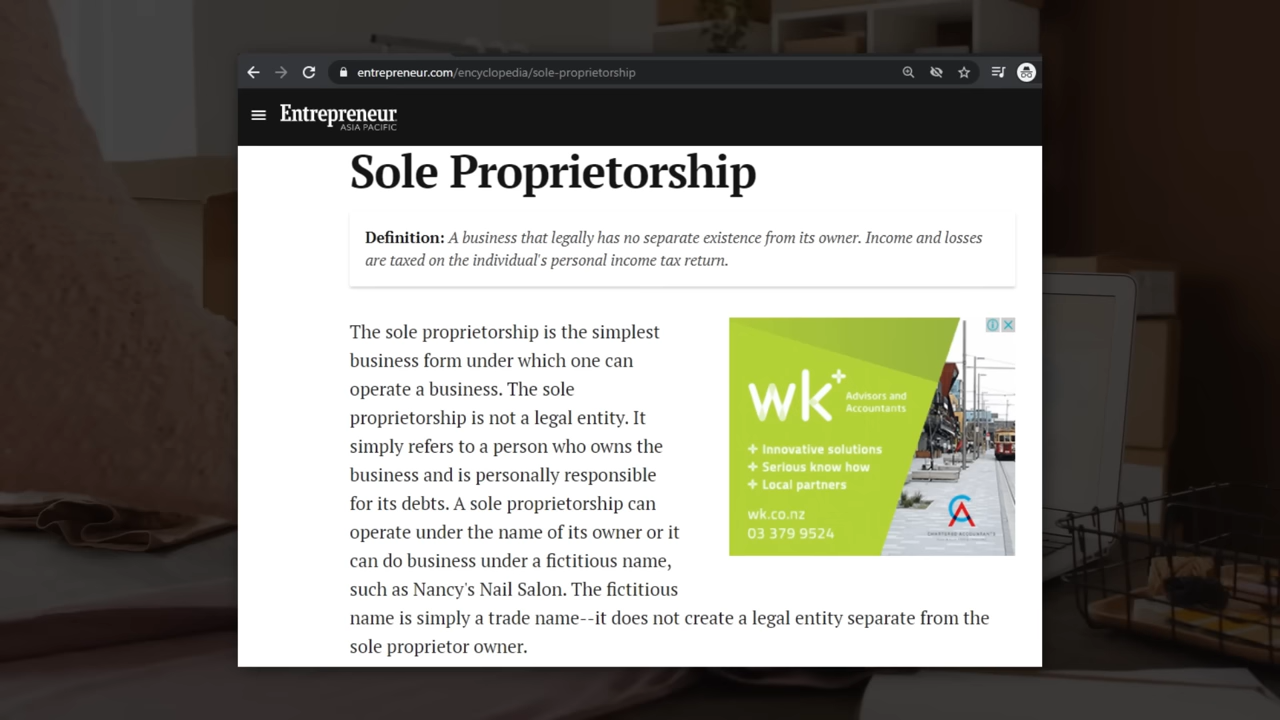 entrepreneur.com/encyclopedia/sole-proprietorship
Entrepreneur
ASIA PACIFIC
Sole Proprietorship
Definition: A business that legally has no separate existence from its owner. Income and losses
are taxed on the individual's personal income tax return.
The sole proprietorship is the simplest
business form under which one can
operate a business. The sole
proprietorship is not a legal entity. It
simply refers to a person who owns the
business and is personally responsible
for its debts. A sole proprietorship can
operate under the name of its owner or it
can do business under a fictitious name,
such as Nancy's Nail Salon. The fictitious
name is simply a trade name--it does not create a legal entity separate from the
sole proprietor owner.
wk+
Advisors and
Accountants
+ Innovative solutions
+ Serious know how
+ Local partners
wk.co.nz
03 379 9524
CA
CHARTERED ACCOUNTANTS